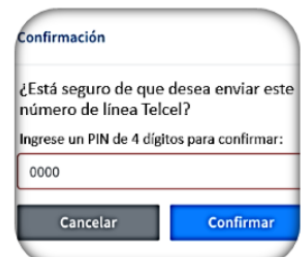 Confirmación
¿Está seguro de que desea enviar este
número de línea Telcel?
Ingrese un PIN de 4 dígitos para confirmar:
0000
Cancelar
Confirmar